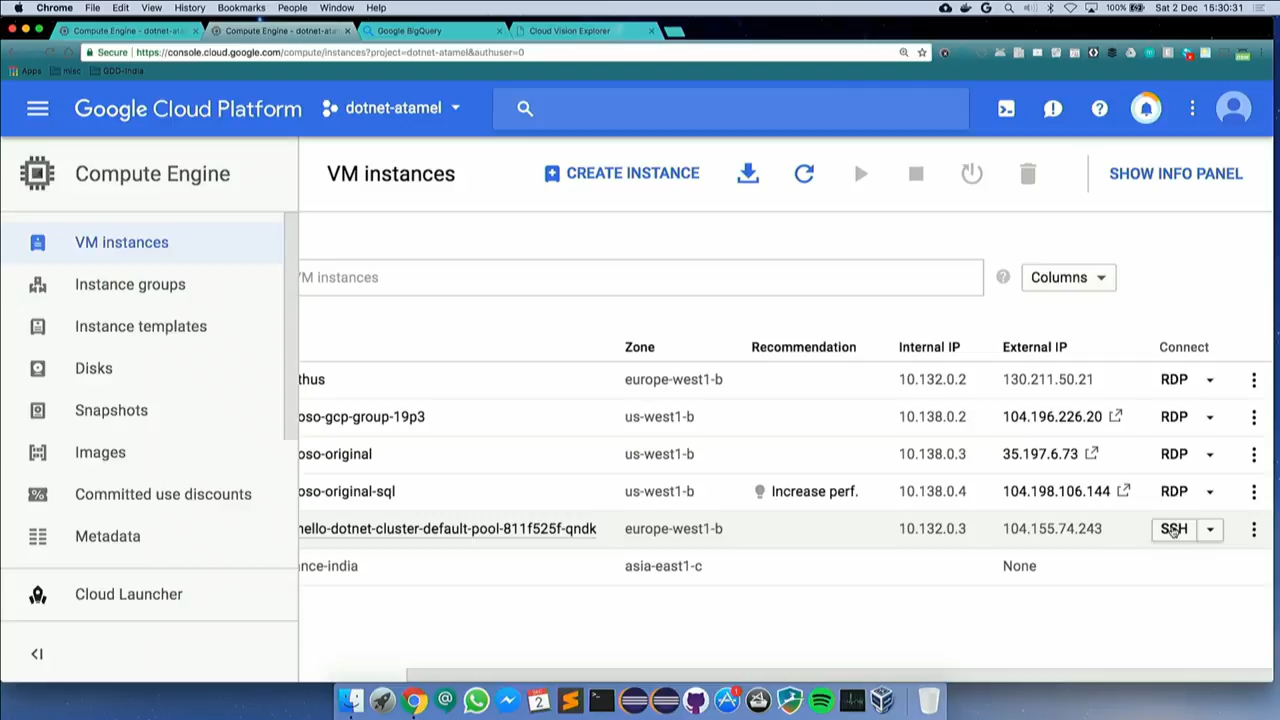 Chrome File Edit View History Bookmarks People Window Help 100% Sat 2 Dec 15:30:31
Compute Engine - dotnet-ata Compute Engine - dotnet-ata Google BigQuery Cloud Vision Explorer
Secure https://console.cloud.google.com/compute/instances?project=dotnet-atamel&authuser=0
Apps misc GDD-India
Google Cloud Platform dotnet-atamel
Compute Engine VM instances CREATE INSTANCE SHOW INFO PANEL
VM instances
Instance groups
Instance templates
Disks
Snapshots
Images
Committed use discounts
Metadata
Cloud Launcher
VM instances Columns
Zone Recommendation Internal IP External IP Connect
thus europe-west1-b 10.132.0.2 130.211.50.21 RDP
oso-gcp-group-19p3 us-west1-b 10.138.0.2 104.196.226.20 RDP
oso-original us-west1-b 10.138.0.3 35.197.6.73 RDP
oso-original-sql us-west1-b Increase perf. 10.138.0.4 104.198.106.144 RDP
hello-dotnet-cluster-default-pool-811f525f-qndk europe-west1-b 10.132.0.3 104.155.74.243 SSH
nce-india asia-east1-c None